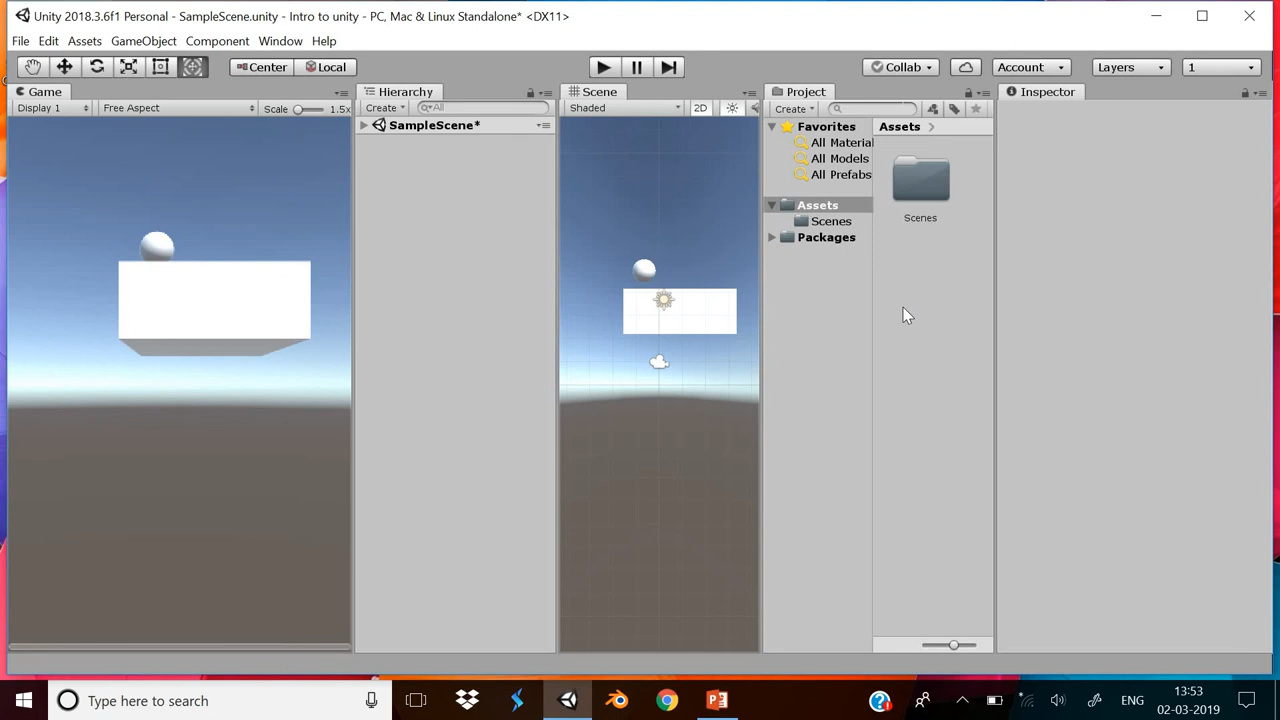 Unity 2018.3.6f1 Personal - SampleScene.unity - Intro to unity - PC, Mac & Linux Standalone* <DX11>
File Edit Assets GameObject Component Window Help
Center Local Collab Account Layers 1
Game Hierarchy Scene Project Inspector
Display 1 Free Aspect Scale 1.5x Create All Shaded 2D Create
SampleScene*
Favorites
All Material
All Models
All Prefabs
Assets
Scenes
Packages
Assets
Scenes
Type here to search
ENG
13:53
02-03-2019